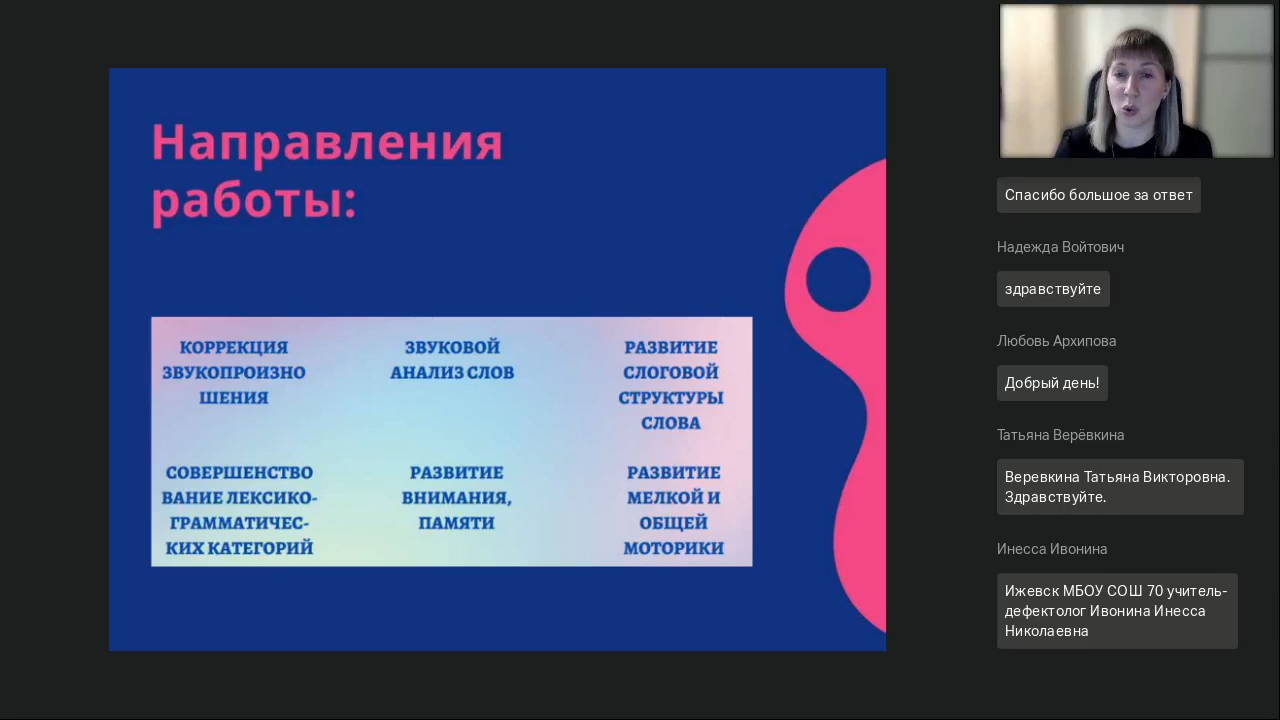 Направления
работы:
КОРРЕКЦИЯ
ЗВУКОПРОИЗНО
ШЕНИЯ
ЗВУКОВОЙ
АНАЛИЗ СЛОВ
РАЗВИТИЕ
СЛОГОВОЙ
СТРУКТУРЫ
СЛОВА
СОВЕРШЕНСТВО
ВАНИЕ ЛЕКСИКО-
ГРАММАТИЧЕС-
КИХ КАТЕГОРИЙ
РАЗВИТИЕ
ВНИМАНИЯ,
ПАМЯТИ
РАЗВИТИЕ
МЕЛКОЙ И
ОБЩЕЙ
МОТОРИКИ
Спасибо большое за ответ
Надежда Войтович
здравствуйте
Любовь Архипова
Добрый день!
Татьяна Верёвкина
Веревкина Татьяна Викторовна.
Здравствуйте.
Инесса Ивонина
Ижевск МБОУ СОШ 70 учитель-
дефектолог Ивонина Инесса
Николаевна